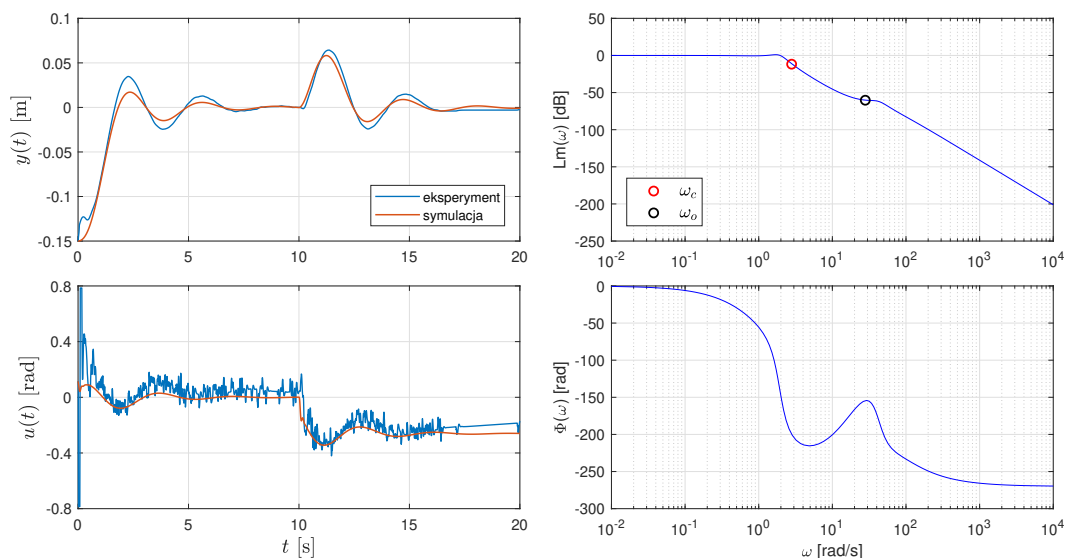 0.1
0.05
0
-0.05
-0.1
-0.15
y(t) [m]
0 5 10 15 20
eksperyment
symulacja
0.8
0.4
0
-0.4
-0.8
u(t) [rad]
0 5 10 15 20
t [s]
50
0
-50
-100
-150
-200
-250
Lm(ω) [dB]
ω_c
ω_o
10^-2 10^-1 10^0 10^1 10^2 10^3 10^4
0
-50
-100
-150
-200
-250
-300
Φ(ω) [rad]
10^-2 10^-1 10^0 10^1 10^2 10^3 10^4
ω [rad/s]